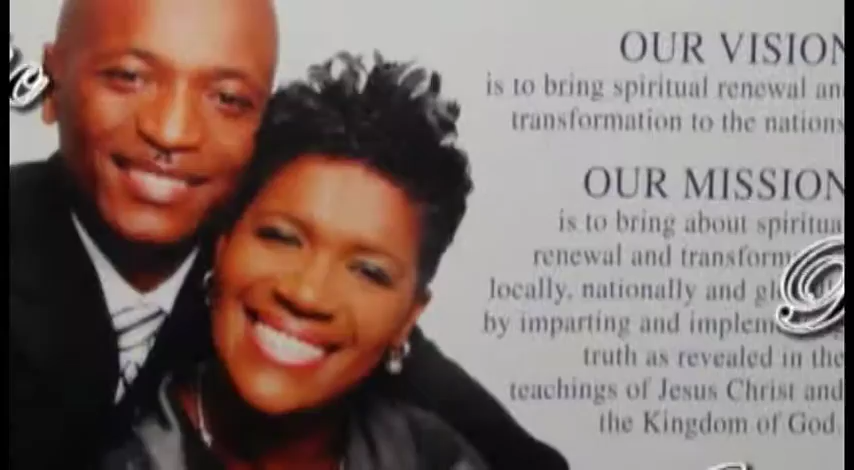 OUR VISION
is to bring spiritual renewal an
transformation to the nations
OUR MISSION
is to bring about spiritua
renewal and transform
locally, nationally and gl
by imparting and implem
truth as revealed in the
teachings of Jesus Christ and
the Kingdom of God.